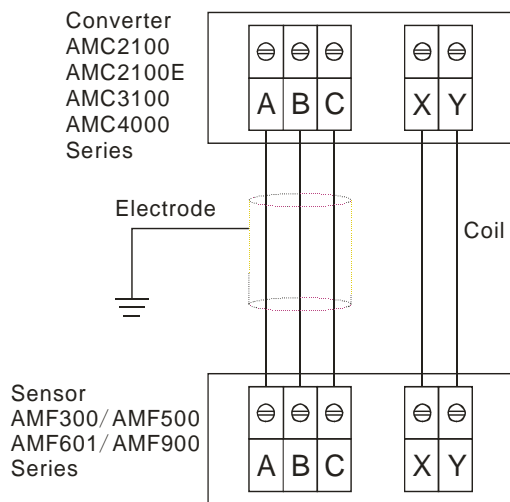 Converter
AMC2100
AMC2100E
AMC3100
AMC4000
Series
A B C X Y
Electrode
Coil
Sensor
AMF300/AMF500
AMF601/AMF900
Series
A B C X Y